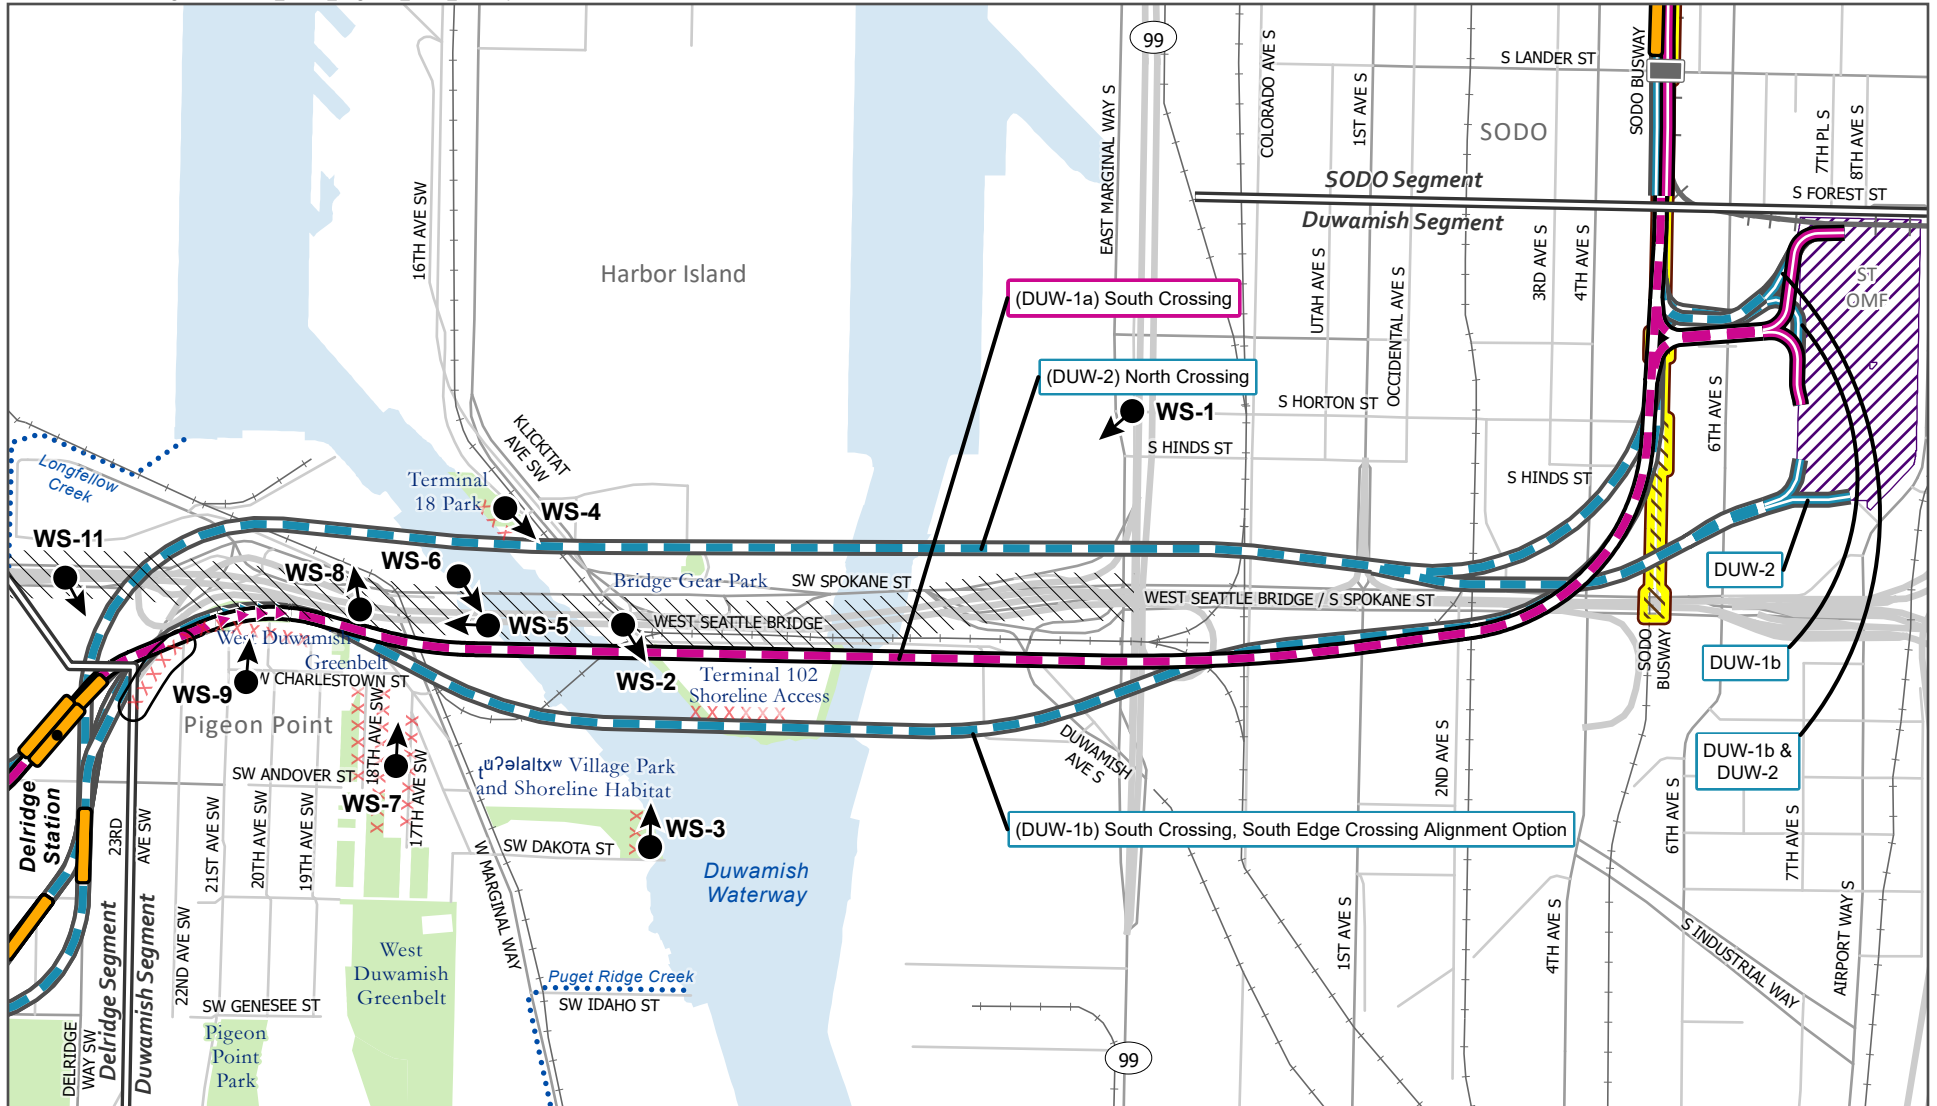 99
COLORADO AVE S
1ST AVE S
SODO BUSWAY
S LANDER ST
SODO
7TH PL S
8TH AVE S
S FOREST ST
EAST MARGINAL WAY S
16TH AVE SW
SODO Segment
Duwamish Segment
Harbor Island
UTAH AVE S
OCCIDENTAL AVE S
3RD AVE S
4TH AVE S
ST
OMF
(DUW-1a) South Crossing
(DUW-2) North Crossing
WS-1
S HORTON ST
6TH AVE S
S HINDS ST
S HINDS ST
KLICKITAT
AVE SW
Longfellow
Creek
Terminal
18 Park
WS-4
WS-11
WS-6
WS-8
Bridge Gear Park
SW SPOKANE ST
WEST SEATTLE BRIDGE / S SPOKANE ST
DUW-2
WS-5
WEST SEATTLE BRIDGE
West Duwamish
Greenbelt
SODO
BUSWAY
DUW-1b
W CHARLESTOWN ST
WS-9
WS-2
Terminal 102
Shoreline Access
Pigeon Point
18TH AVE SW
17TH AVE SW
DUWAMISH
AVE S
2ND AVE S
DUW-1b &
DUW-2
SW ANDOVER ST
tᵘʔəlaltxʷ Village Park
and Shoreline Habitat
WS-7
WS-3
(DUW-1b) South Crossing, South Edge Crossing Alignment Option
6TH AVE S
7TH AVE S
Delridge
Station
23RD
AVE SW
21ST AVE SW
20TH AVE SW
19TH AVE SW
SW DAKOTA ST
W MARGINAL WAY
Duwamish
Waterway
Delridge Segment
Duwamish Segment
22ND AVE SW
West
Duwamish
Greenbelt
1ST AVE S
4TH AVE S
S INDUSTRIAL WAY
AIRPORT WAY S
Puget Ridge Creek
SW IDAHO ST
SW GENESEE ST
Pigeon
Point
Park
DELRIDGE
WAY SW
99